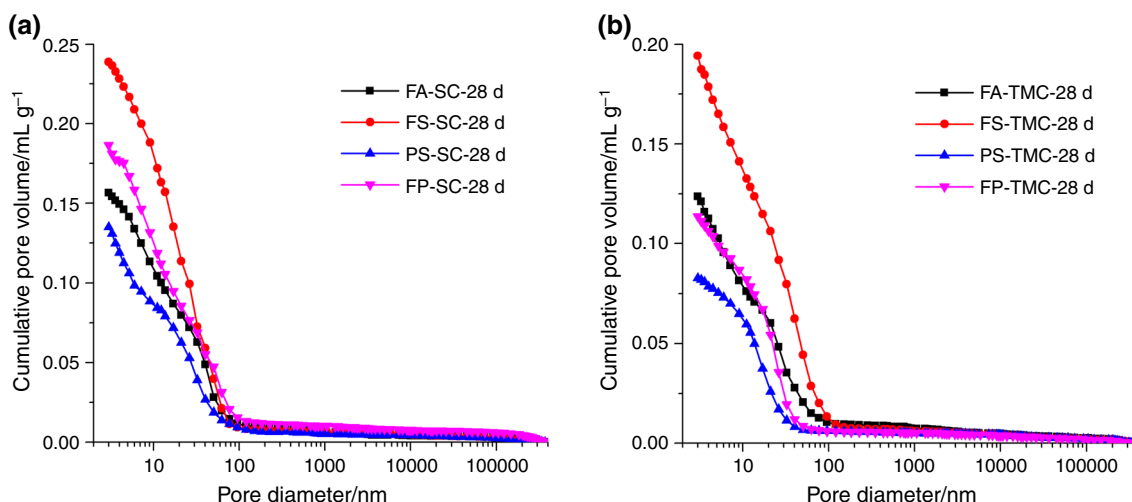 (a)
0.25
0.20
0.15
0.10
0.05
0.00
Cumulative pore volume/mL g⁻¹
FA-SC-28 d
FS-SC-28 d
PS-SC-28 d
FP-SC-28 d
10 100 1000 10000 100000
Pore diameter/nm
(b)
0.20
0.15
0.10
0.05
0.00
Cumulative pore volume/mL g⁻¹
FA-TMC-28 d
FS-TMC-28 d
PS-TMC-28 d
FP-TMC-28 d
10 100 1000 10000 100000
Pore diameter/nm